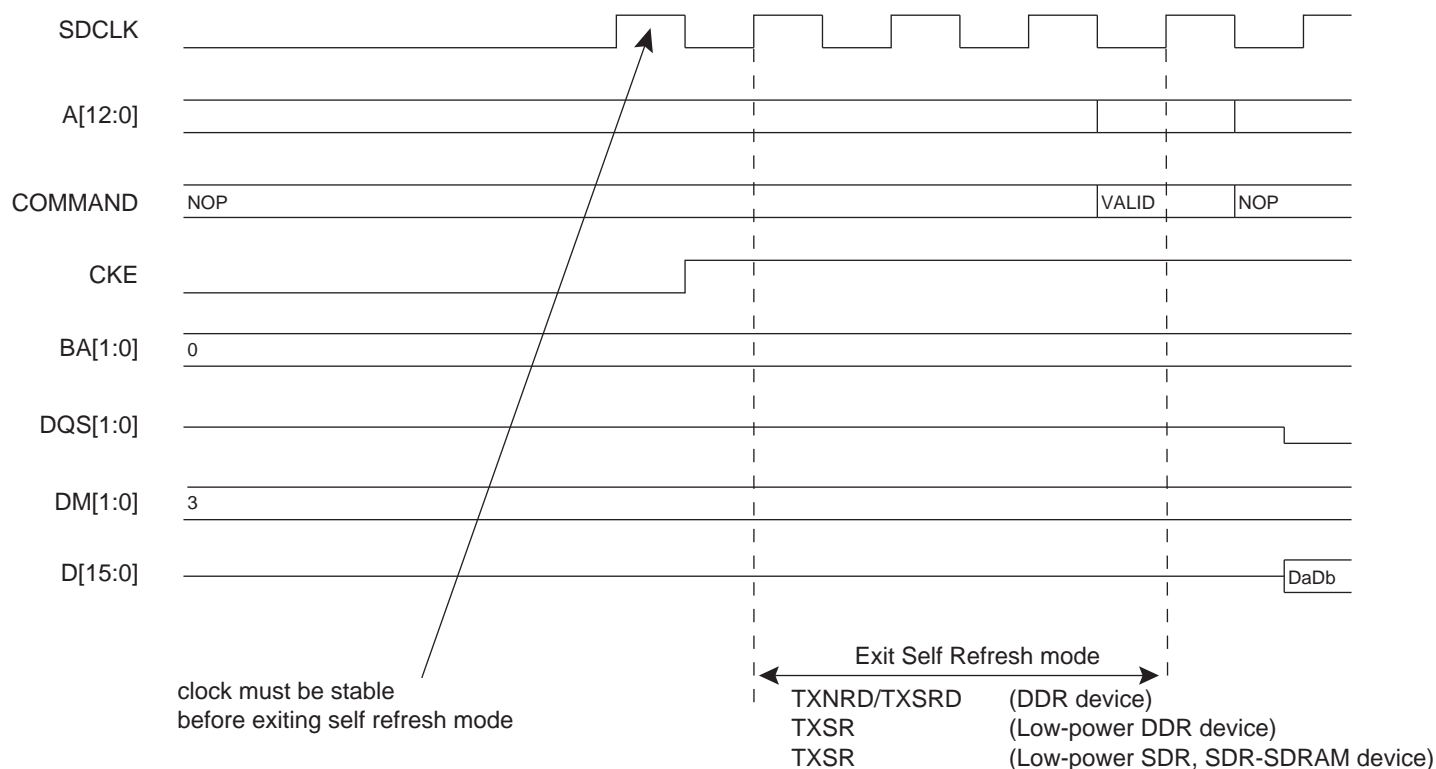 SDCLK
A[12:0]
COMMAND NOP VALID NOP
CKE
BA[1:0] 0
DQS[1:0]
DM[1:0] 3
D[15:0] DaDb
Exit Self Refresh mode
clock must be stable
before exiting self refresh mode
TXNRD/TXSRD (DDR device)
TXSR (Low-power DDR device)
TXSR (Low-power SDR, SDR-SDRAM device)